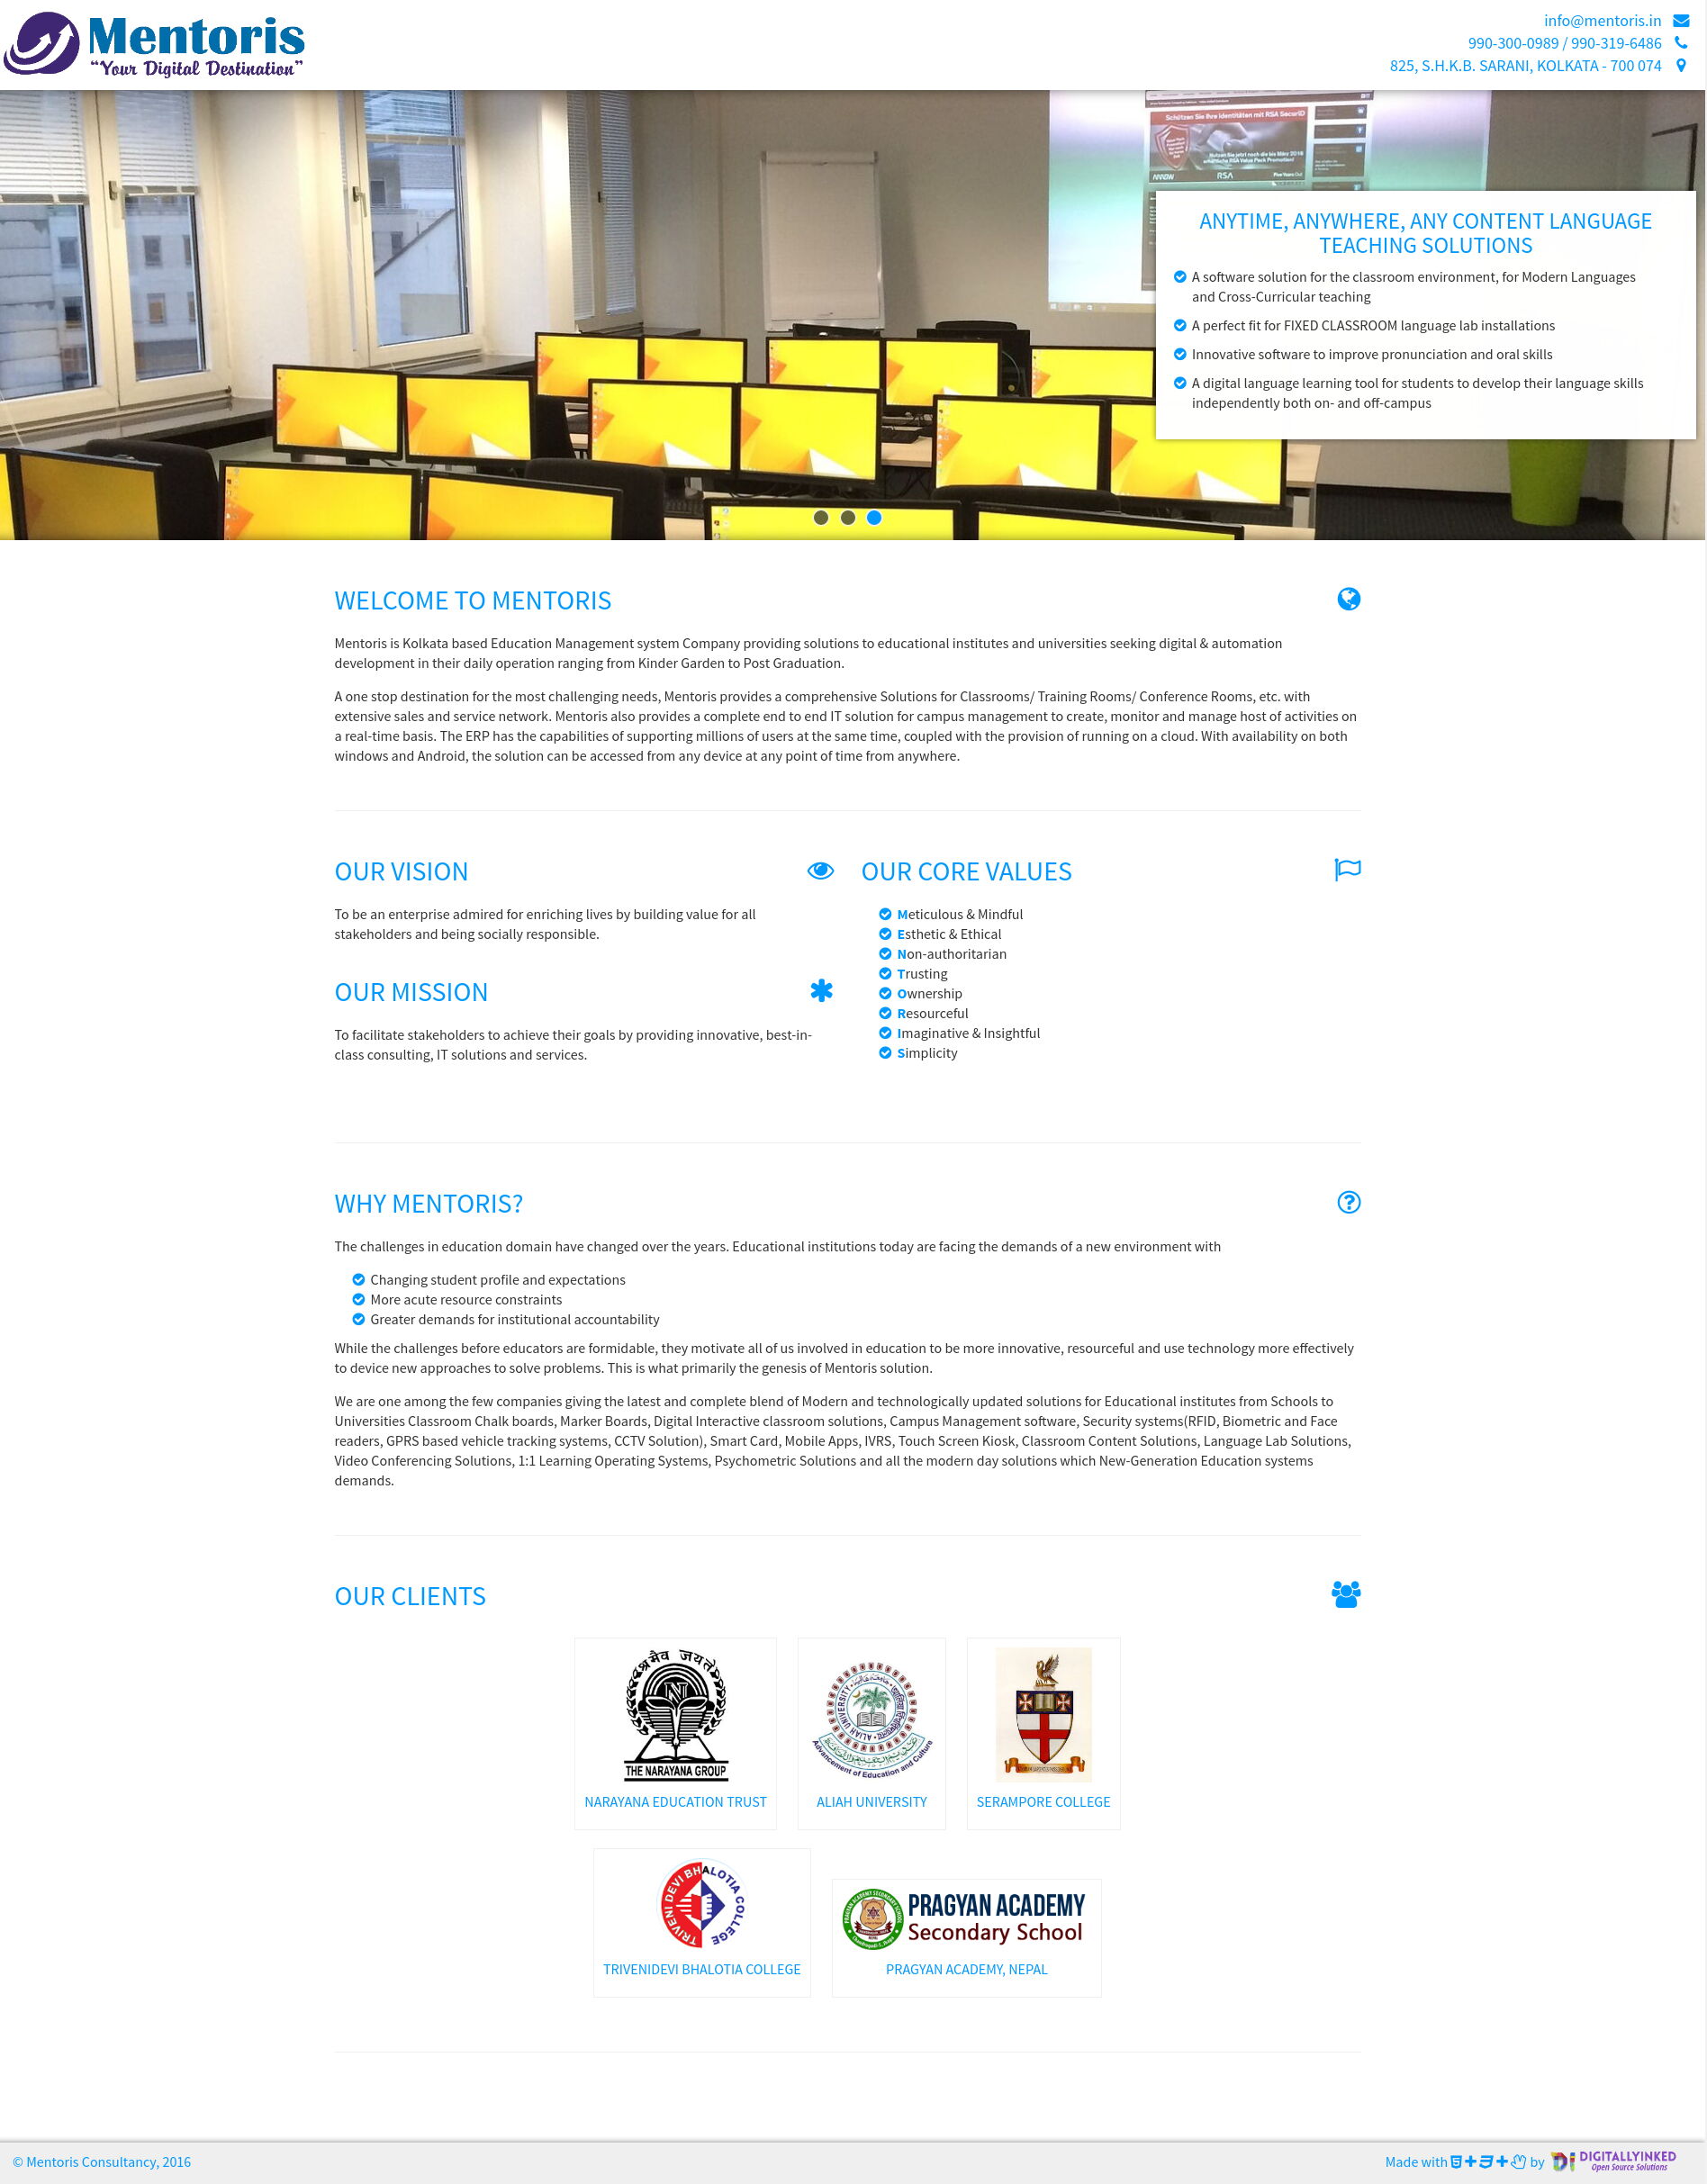 Mentoris
"Your Digital Destination"
info@mentoris.in
990-300-0989 / 990-319-6486
825, S.H.K.B. SARANI, KOLKATA - 700 074
Schützen Sie Ihre Identitäten mit RSA SecurID
Nutzen Sie jetzt noch die bis März 2016
ARROW RSA
ANYTIME, ANYWHERE, ANY CONTENT LANGUAGE
TEACHING SOLUTIONS
A software solution for the classroom environment, for Modern Languages
and Cross-Curricular teaching
A perfect fit for FIXED CLASSROOM language lab installations
Innovative software to improve pronunciation and oral skills
A digital language learning tool for students to develop their language skills
independently both on- and off-campus
WELCOME TO MENTORIS
Mentoris is Kolkata based Education Management system Company providing solutions to educational institutes and universities seeking digital & automation
development in their daily operation ranging from Kinder Garden to Post Graduation.
A one stop destination for the most challenging needs, Mentoris provides a comprehensive Solutions for Classrooms/ Training Rooms/ Conference Rooms, etc. with
extensive sales and service network. Mentoris also provides a complete end to end IT solution for campus management to create, monitor and manage host of activities on
a real-time basis. The ERP has the capabilities of supporting millions of users at the same time, coupled with the provision of running on a cloud. With availability on both
windows and Android, the solution can be accessed from any device at any point of time from anywhere.
OUR VISION
To be an enterprise admired for enriching lives by building value for all
stakeholders and being socially responsible.
OUR MISSION
To facilitate stakeholders to achieve their goals by providing innovative, best-in-
class consulting, IT solutions and services.
OUR CORE VALUES
Meticulous & Mindful
Esthetic & Ethical
Non-authoritarian
Trusting
Ownership
Resourceful
Imaginative & Insightful
Simplicity
WHY MENTORIS?
The challenges in education domain have changed over the years. Educational institutions today are facing the demands of a new environment with
Changing student profile and expectations
More acute resource constraints
Greater demands for institutional accountability
While the challenges before educators are formidable, they motivate all of us involved in education to be more innovative, resourceful and use technology more effectively
to device new approaches to solve problems. This is what primarily the genesis of Mentoris solution.
We are one among the few companies giving the latest and complete blend of Modern and technologically updated solutions for Educational institutes from Schools to
Universities Classroom Chalk boards, Marker Boards, Digital Interactive classroom solutions, Campus Management software, Security systems(RFID, Biometric and Face
readers, GPRS based vehicle tracking systems, CCTV Solution), Smart Card, Mobile Apps, IVRS, Touch Screen Kiosk, Classroom Content Solutions, Language Lab Solutions,
Video Conferencing Solutions, 1:1 Learning Operating Systems, Psychometric Solutions and all the modern day solutions which New-Generation Education systems
demands.
OUR CLIENTS
श्रमेव जयते
N
THE NARAYANA GROUP
NARAYANA EDUCATION TRUST
ALIAH UNIVERSITY
Advancement of Education and Culture
ALIAH UNIVERSITY
SERAMPORE COLLEGE
TRIVENI DEVI BHALOTIA COLLEGE
TRIVENIDEVI BHALOTIA COLLEGE
PRAGYAN ACADEMY
Secondary School
PRAGYAN ACADEMY, NEPAL
© Mentoris Consultancy, 2016
Made with by
DIGITALLYINKED
Open Source Solutions